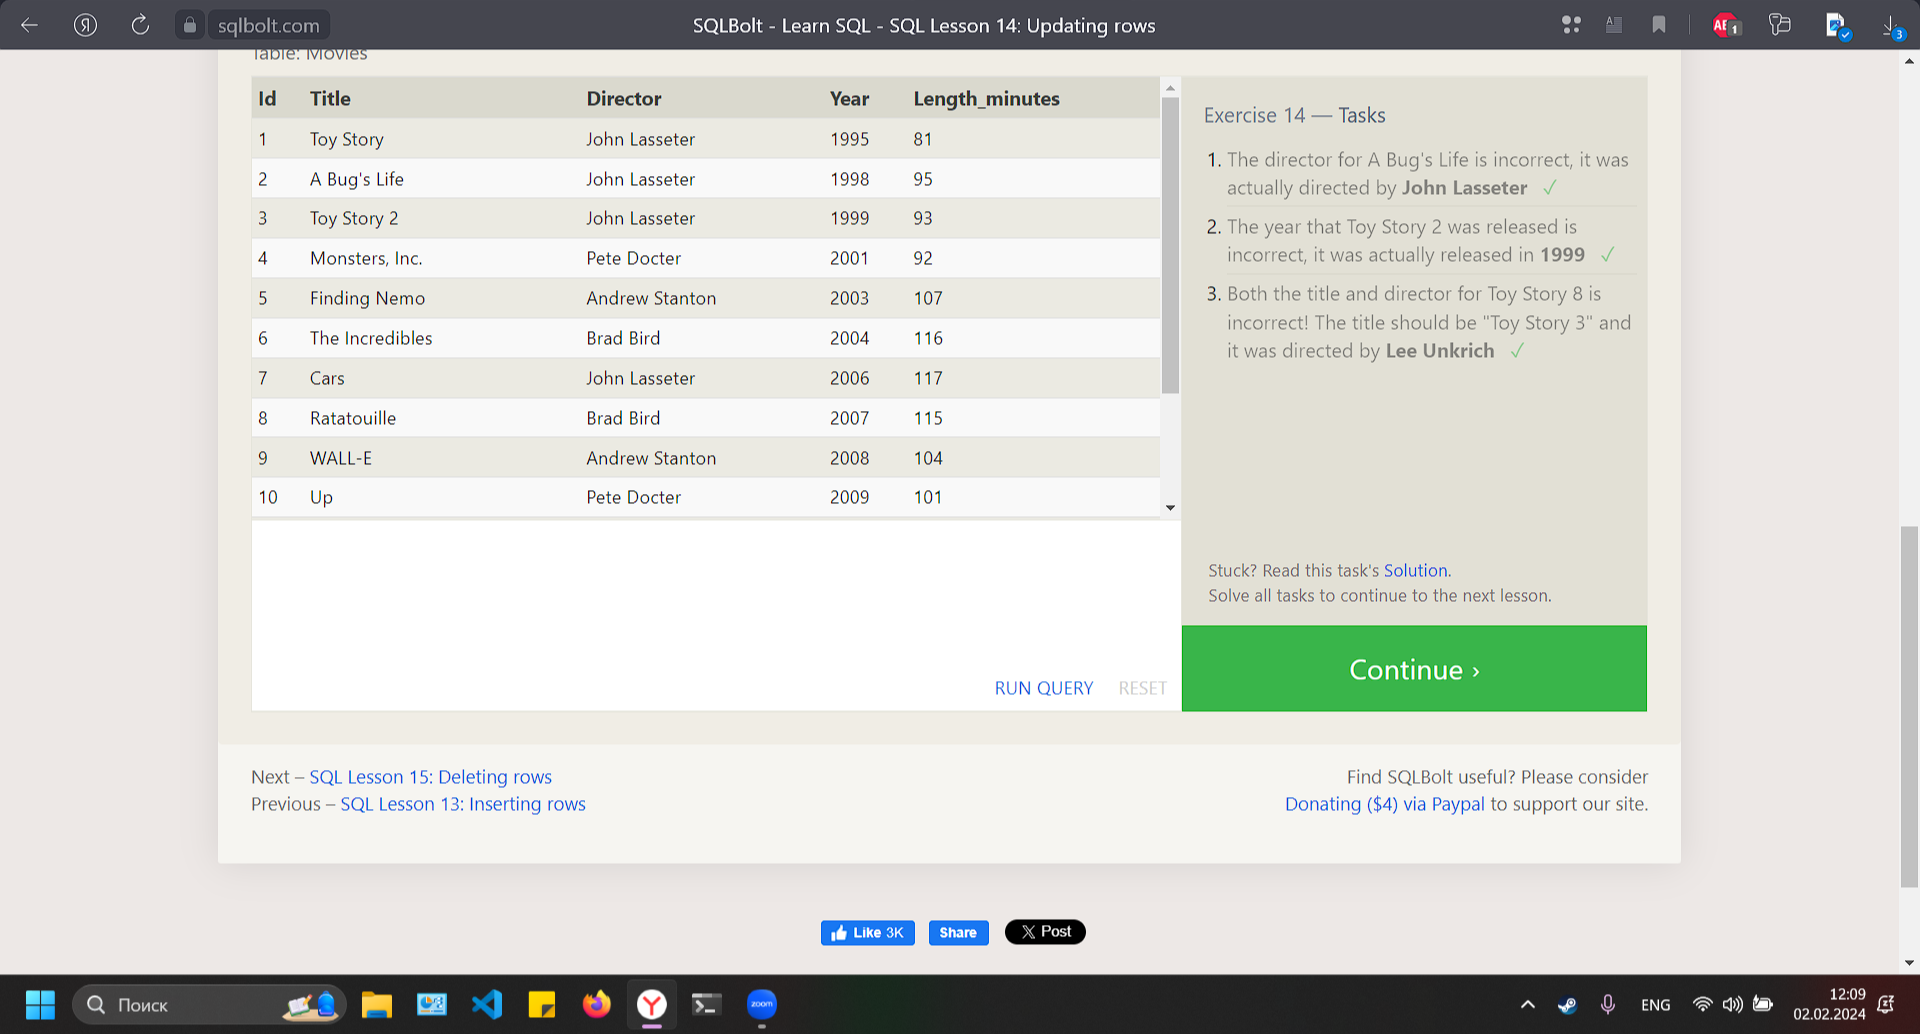 sqlbolt.com
SQLBolt - Learn SQL - SQL Lesson 14: Updating rows
1
3
Table: Movies
Id Title Director Year Length_minutes
1 Toy Story John Lasseter 1995 81
2 A Bug's Life John Lasseter 1998 95
3 Toy Story 2 John Lasseter 1999 93
4 Monsters, Inc. Pete Docter 2001 92
5 Finding Nemo Andrew Stanton 2003 107
6 The Incredibles Brad Bird 2004 116
7 Cars John Lasseter 2006 117
8 Ratatouille Brad Bird 2007 115
9 WALL-E Andrew Stanton 2008 104
10 Up Pete Docter 2009 101
RUN QUERY RESET
Exercise 14 — Tasks
1. The director for A Bug's Life is incorrect, it was
actually directed by John Lasseter ✓
2. The year that Toy Story 2 was released is
incorrect, it was actually released in 1999 ✓
3. Both the title and director for Toy Story 8 is
incorrect! The title should be "Toy Story 3" and
it was directed by Lee Unkrich ✓
Stuck? Read this task's Solution.
Solve all tasks to continue to the next lesson.
Continue ›
Next – SQL Lesson 15: Deleting rows
Previous – SQL Lesson 13: Inserting rows
Find SQLBolt useful? Please consider
Donating ($4) via Paypal to support our site.
Like 3K
Share
X Post
Поиск
zoom
ENG
12:09
02.02.2024